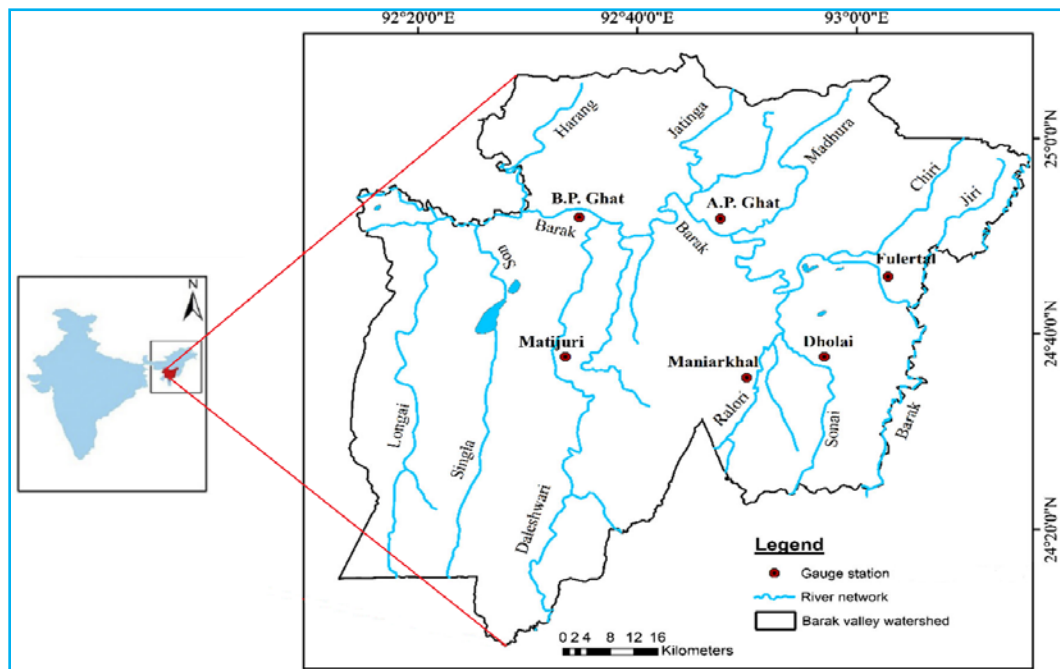 92°20'0"E
92°40'0"E
93°0'0"E
Harang
Jatinga
Madhura
25°0'0"N
Chiri
Jiri
B.P. Ghat
A.P. Ghat
Barak
Barak
Son
Fulertal
N
24°40'0"N
Matijuri
Maniarkhal
Dholai
Ralori
Sonai
Barak
Longai
Singla
Daleshwari
24°20'0"N
Legend
Gauge station
River network
Barak valley watershed
0 2 4 8 12 16
Kilometers